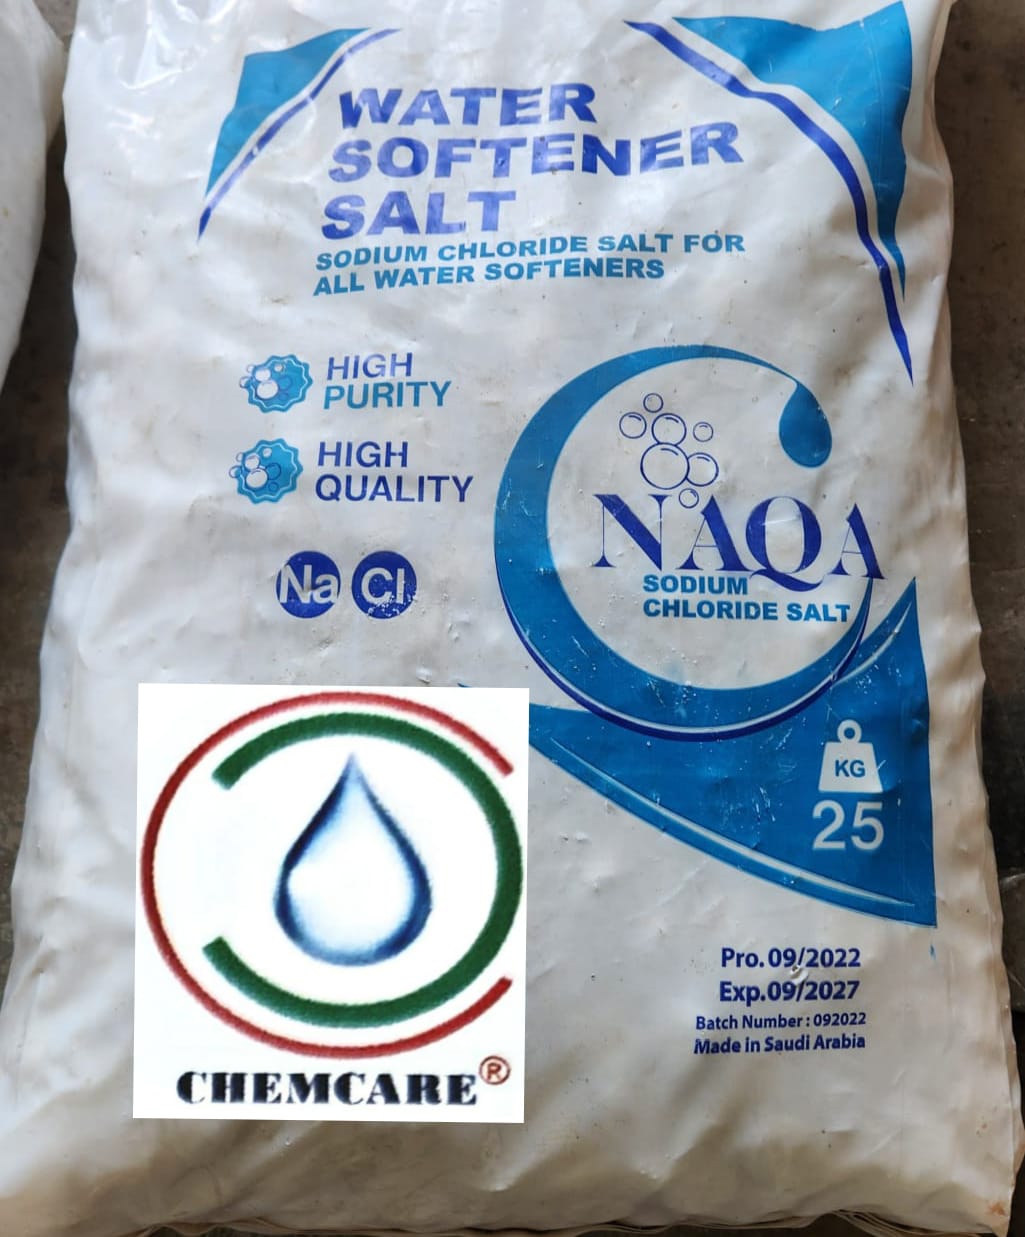 WATER
SOFTENER
SALT
SODIUM CHLORIDE SALT FOR
ALL WATER SOFTENERS
HIGH
PURITY
HIGH
QUALITY
Na Cl
NAQA
SODIUM
CHLORIDE SALT
KG
25
CHEMCARE®
Pro. 09/2022
Exp.09/2027
Batch Number : 092022
Made in Saudi Arabia